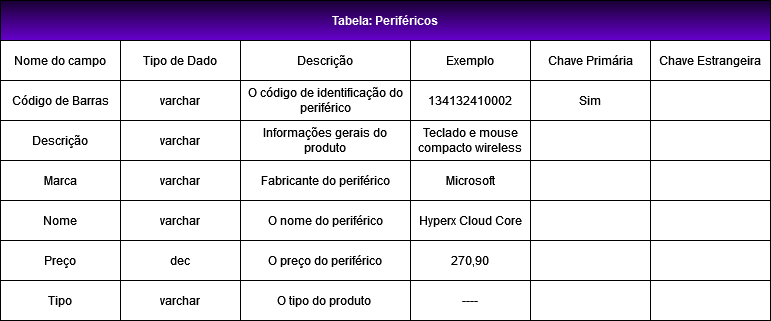 Tabela: Periféricos
Nome do campo Tipo de Dado Descrição Exemplo Chave Primária Chave Estrangeira
Código de Barras varchar O código de identificação do periférico 134132410002 Sim
Descrição varchar Informações gerais do produto Teclado e mouse compacto wireless
Marca varchar Fabricante do periférico Microsoft
Nome varchar O nome do periférico Hyperx Cloud Core
Preço dec O preço do periférico 270,90
Tipo varchar O tipo do produto ----